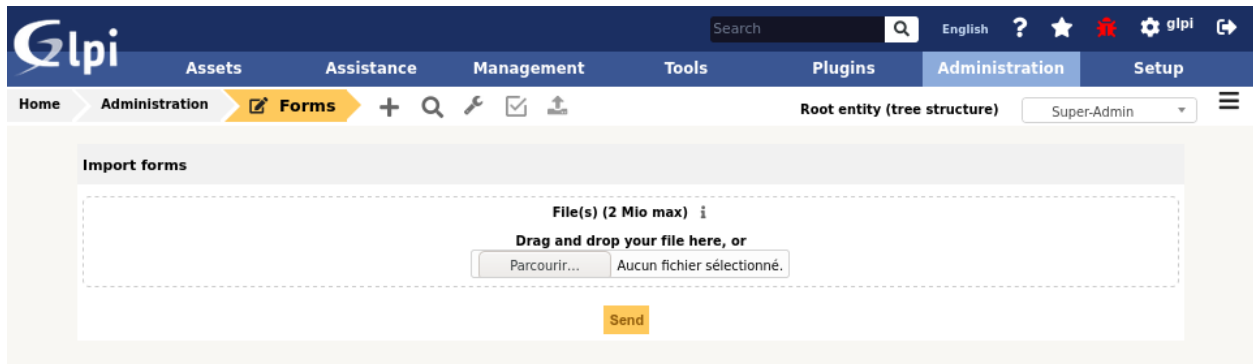 Glpi
Search English ? glpi
Assets Assistance Management Tools Plugins Administration Setup
Home Administration Forms Root entity (tree structure) Super-Admin
Import forms
File(s) (2 Mio max) i
Drag and drop your file here, or
Parcourir... Aucun fichier sélectionné.
Send